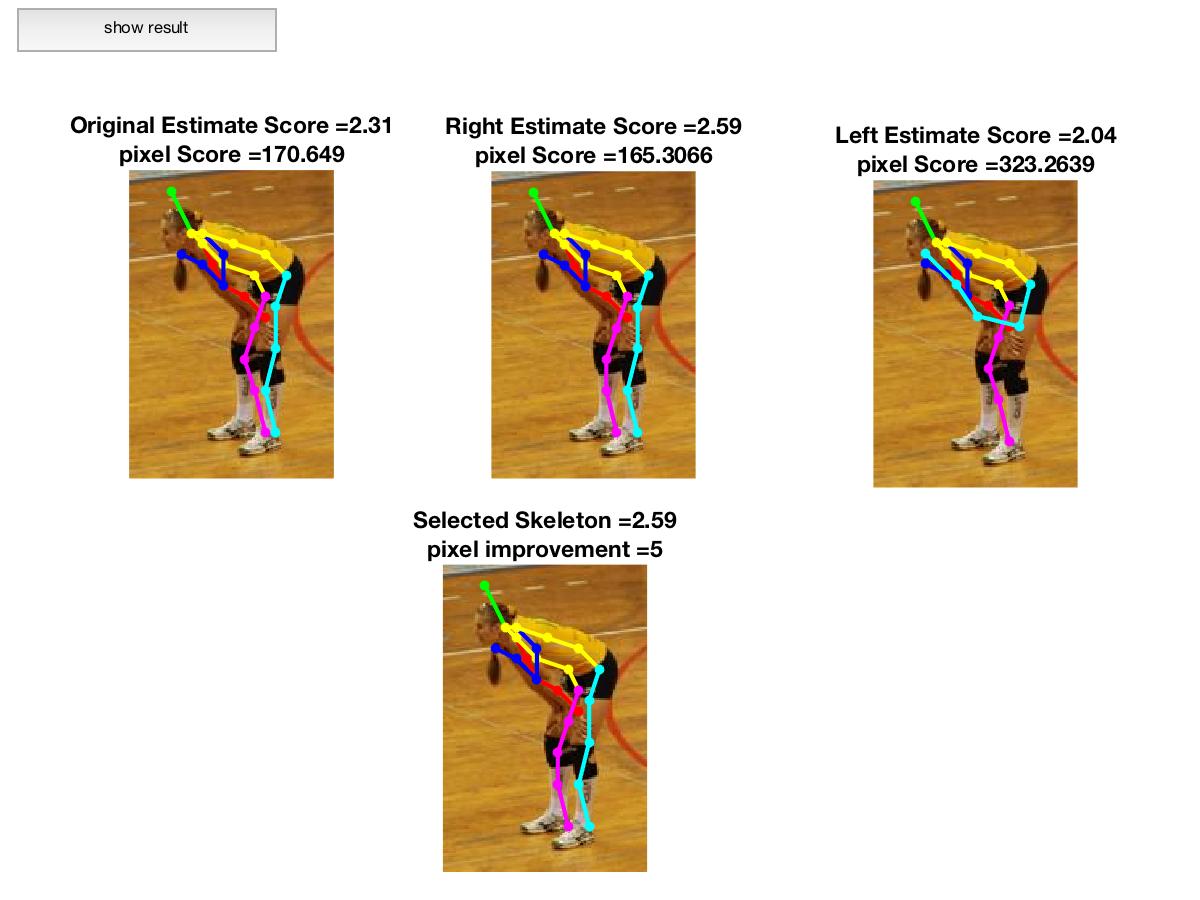 show result
Original Estimate Score =2.31
pixel Score =170.649
Right Estimate Score =2.59
pixel Score =165.3066
Left Estimate Score =2.04
pixel Score =323.2639
Selected Skeleton =2.59
pixel improvement =5